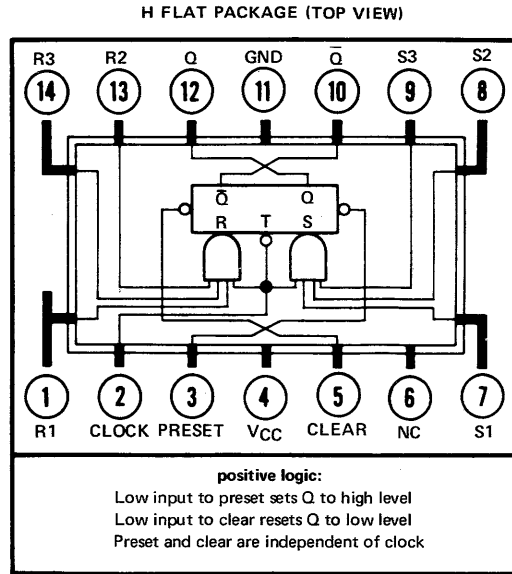 H FLAT PACKAGE (TOP VIEW)
R3 R2 Q GND Q̅ S3 S2
14 13 12 11 10 9 8
Q̅ Q
R T S
1 2 3 4 5 6 7
R1 CLOCK PRESET VCC CLEAR NC S1
positive logic:
Low input to preset sets Q to high level
Low input to clear resets Q to low level
Preset and clear are independent of clock